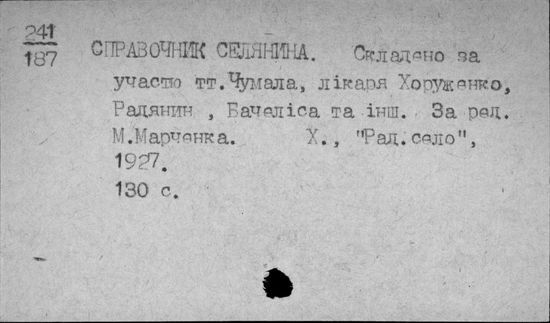 241
187
СПРАВОЧНИК СЕЛЯНИНА. Складено за
участю тт.Чумала, лікаря Хоруженко,
Радянин , Бачеліса та інш. За ред.
М.Марченка. Х., "Рад.село",
1927.
130 с.